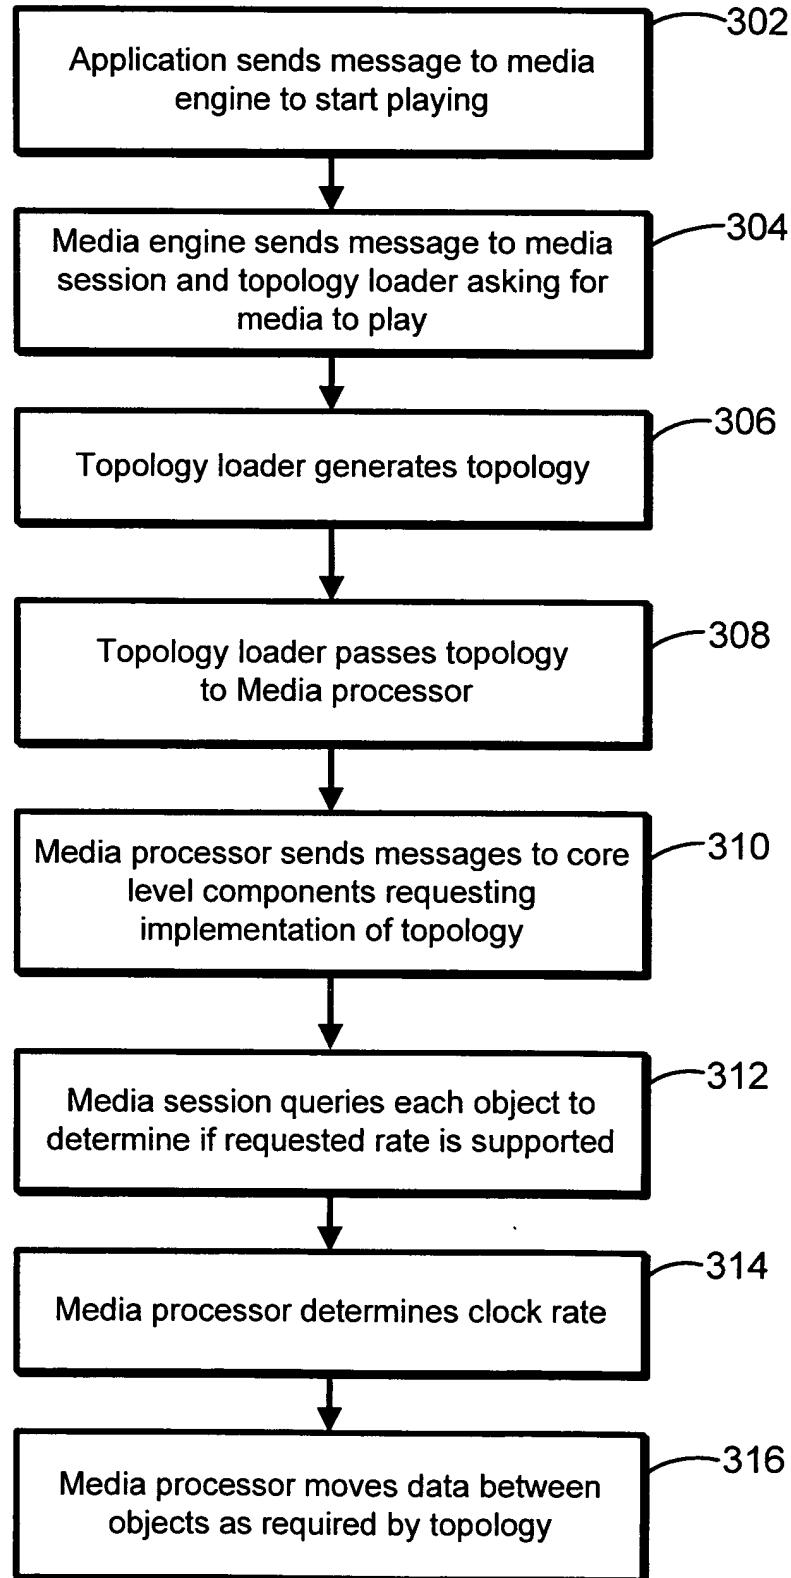 302
Application sends message to media
engine to start playing
304
Media engine sends message to media
session and topology loader asking for
media to play
306
Topology loader generates topology
308
Topology loader passes topology
to Media processor
310
Media processor sends messages to core
level components requesting
implementation of topology
312
Media session queries each object to
determine if requested rate is supported
314
Media processor determines clock rate
316
Media processor moves data between
objects as required by topology